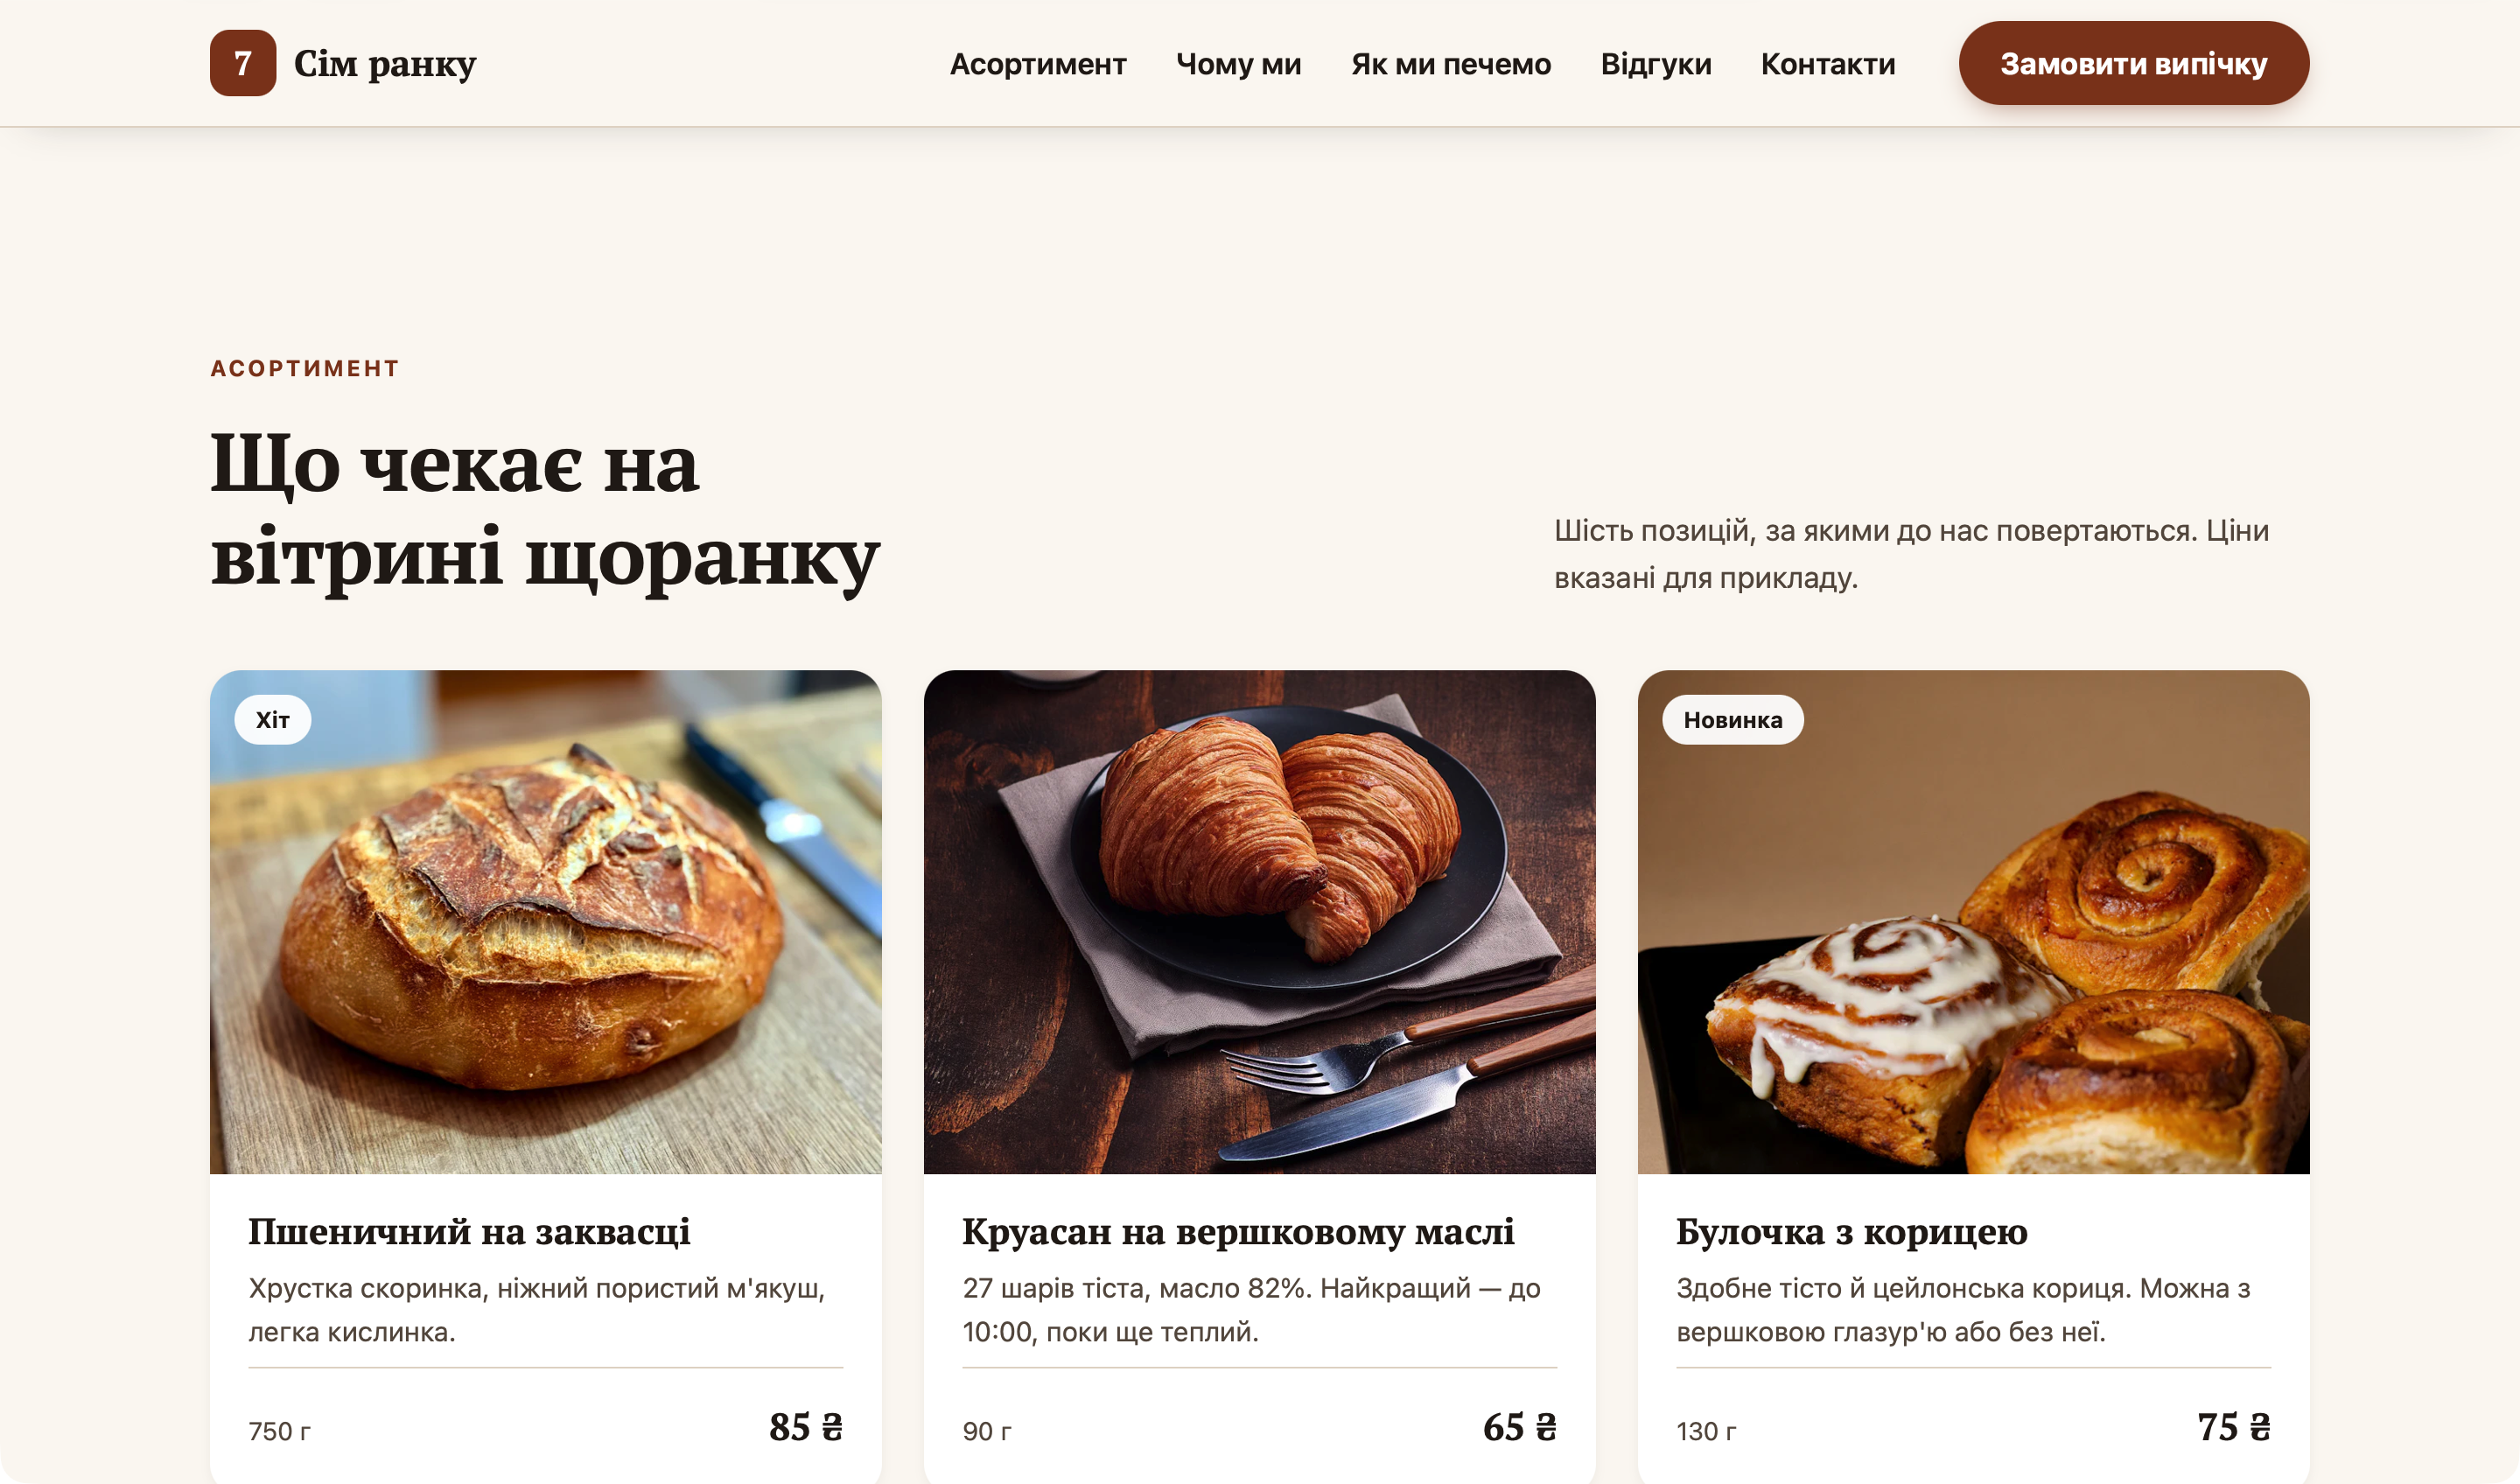 7 Сім ранку
Асортимент Чому ми Як ми печемо Відгуки Контакти Замовити випічку
АСОРТИМЕНТ
Що чекає на
вітрині щоранку
Шість позицій, за якими до нас повертаються. Ціни
вказані для прикладу.
Хіт
Новинка
Пшеничний на заквасці
Хрустка скоринка, ніжний пористий м'якуш,
легка кислинка.
750 г 85 ₴
Круасан на вершковому маслі
27 шарів тіста, масло 82%. Найкращий — до
10:00, поки ще теплий.
90 г 65 ₴
Булочка з корицею
Здобне тісто й цейлонська кориця. Можна з
вершковою глазур'ю або без неї.
130 г 75 ₴